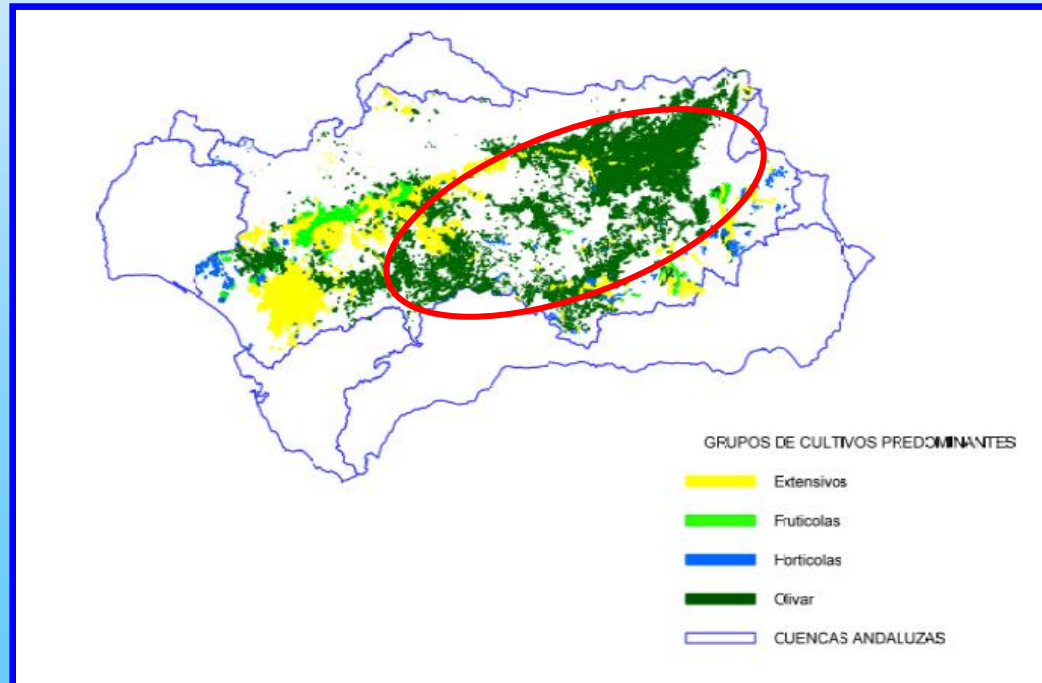 GRUPOS DE CULTIVOS PREDOMINANTES
Extensivos
Fruticolas
Horticolas
Olivar
CUENCAS ANDALUZAS